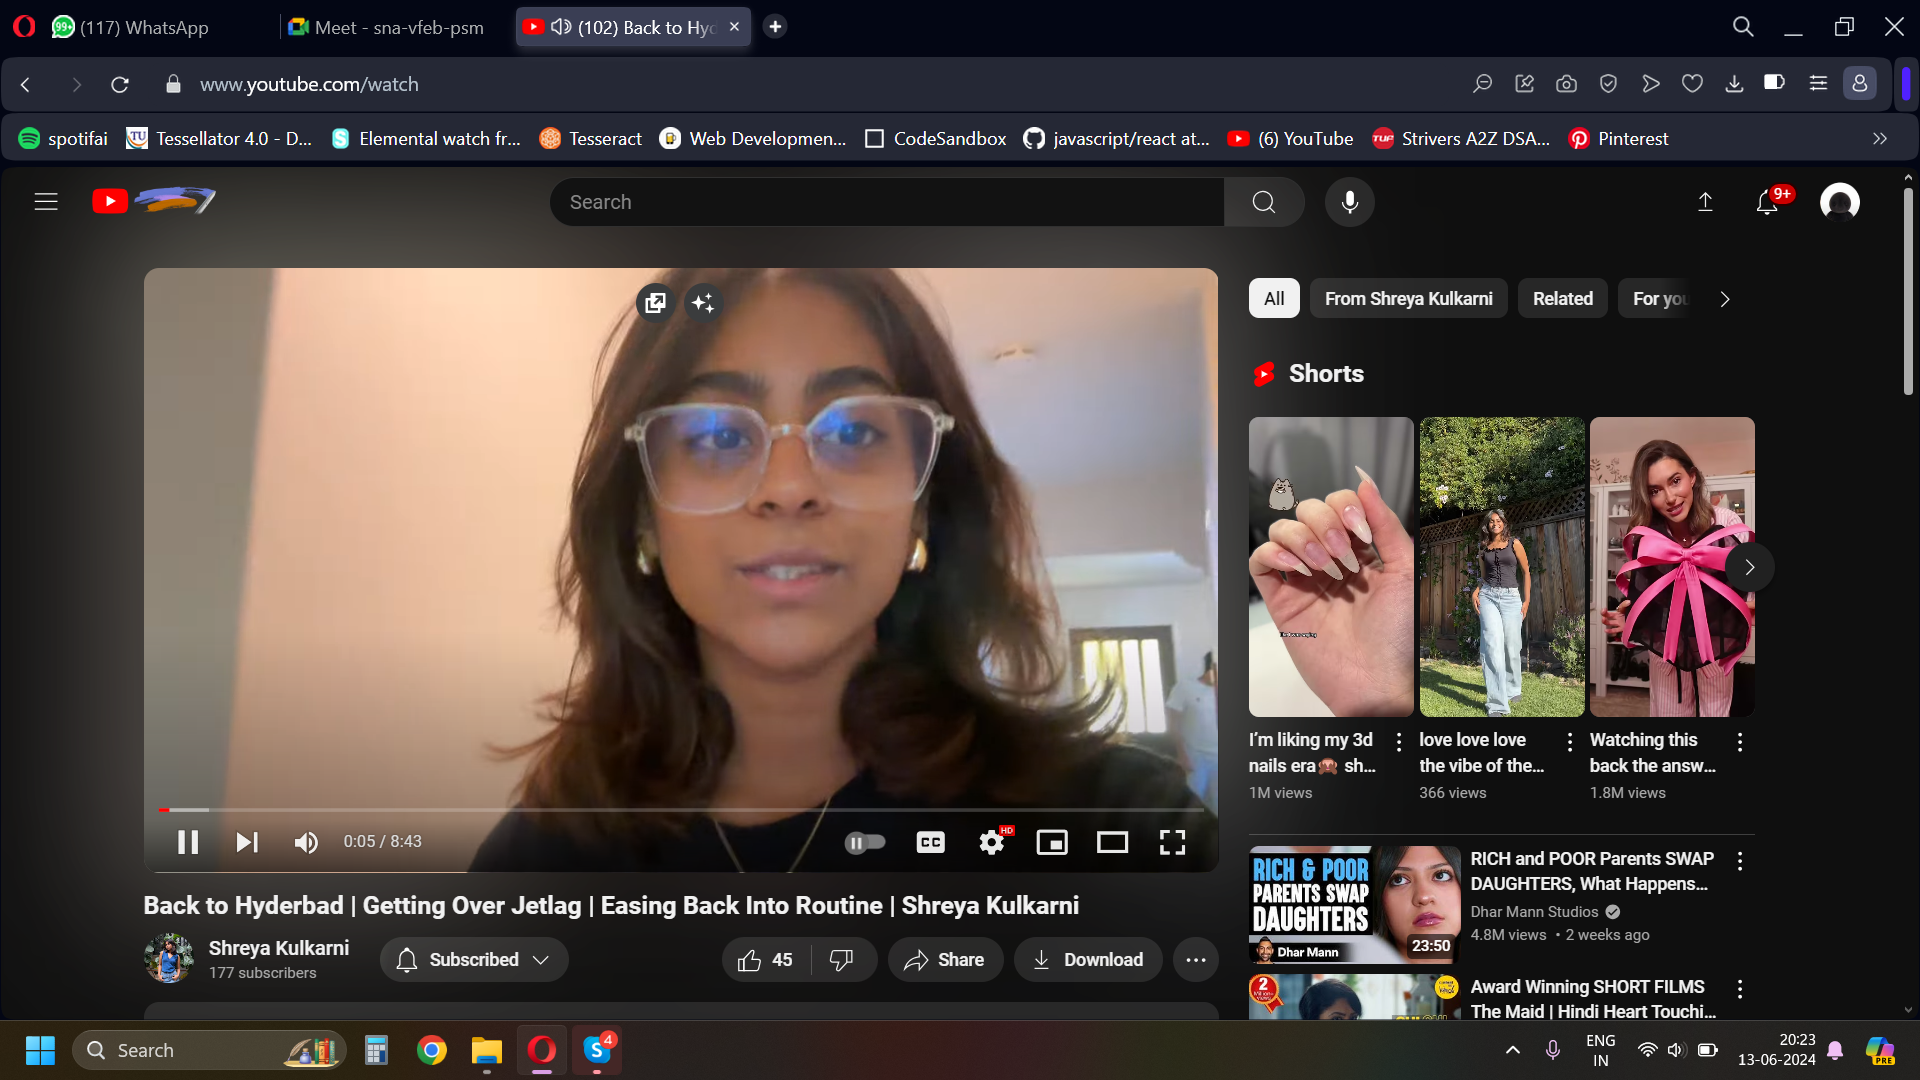 99+ (117) WhatsApp
Meet - sna-vfeb-psm
(102) Back to Hyd
www.youtube.com/watch
spotifai
Tessellator 4.0 - D...
Elemental watch fr...
Tesseract
Web Developmen...
CodeSandbox
javascript/react at...
(6) YouTube
Strivers A2Z DSA...
Pinterest
Search
9+
All
From Shreya Kulkarni
Related
For you
Shorts
I'm liking my 3d
nails era🙈 sh...
1M views
love love love
the vibe of the...
366 views
Watching this
back the answ...
1.8M views
0:05 / 8:43
CC
HD
Back to Hyderbad | Getting Over Jetlag | Easing Back Into Routine | Shreya Kulkarni
Shreya Kulkarni
177 subscribers
Subscribed
45
Share
Download
RICH & POOR
PARENTS SWAP
DAUGHTERS
Dhar Mann
23:50
RICH and POOR Parents SWAP
DAUGHTERS, What Happens...
Dhar Mann Studios
4.8M views • 2 weeks ago
2
Award Winning SHORT FILMS
The Maid | Hindi Heart Touchi...
Search
4
ENG
IN
20:23
13-06-2024
PRE